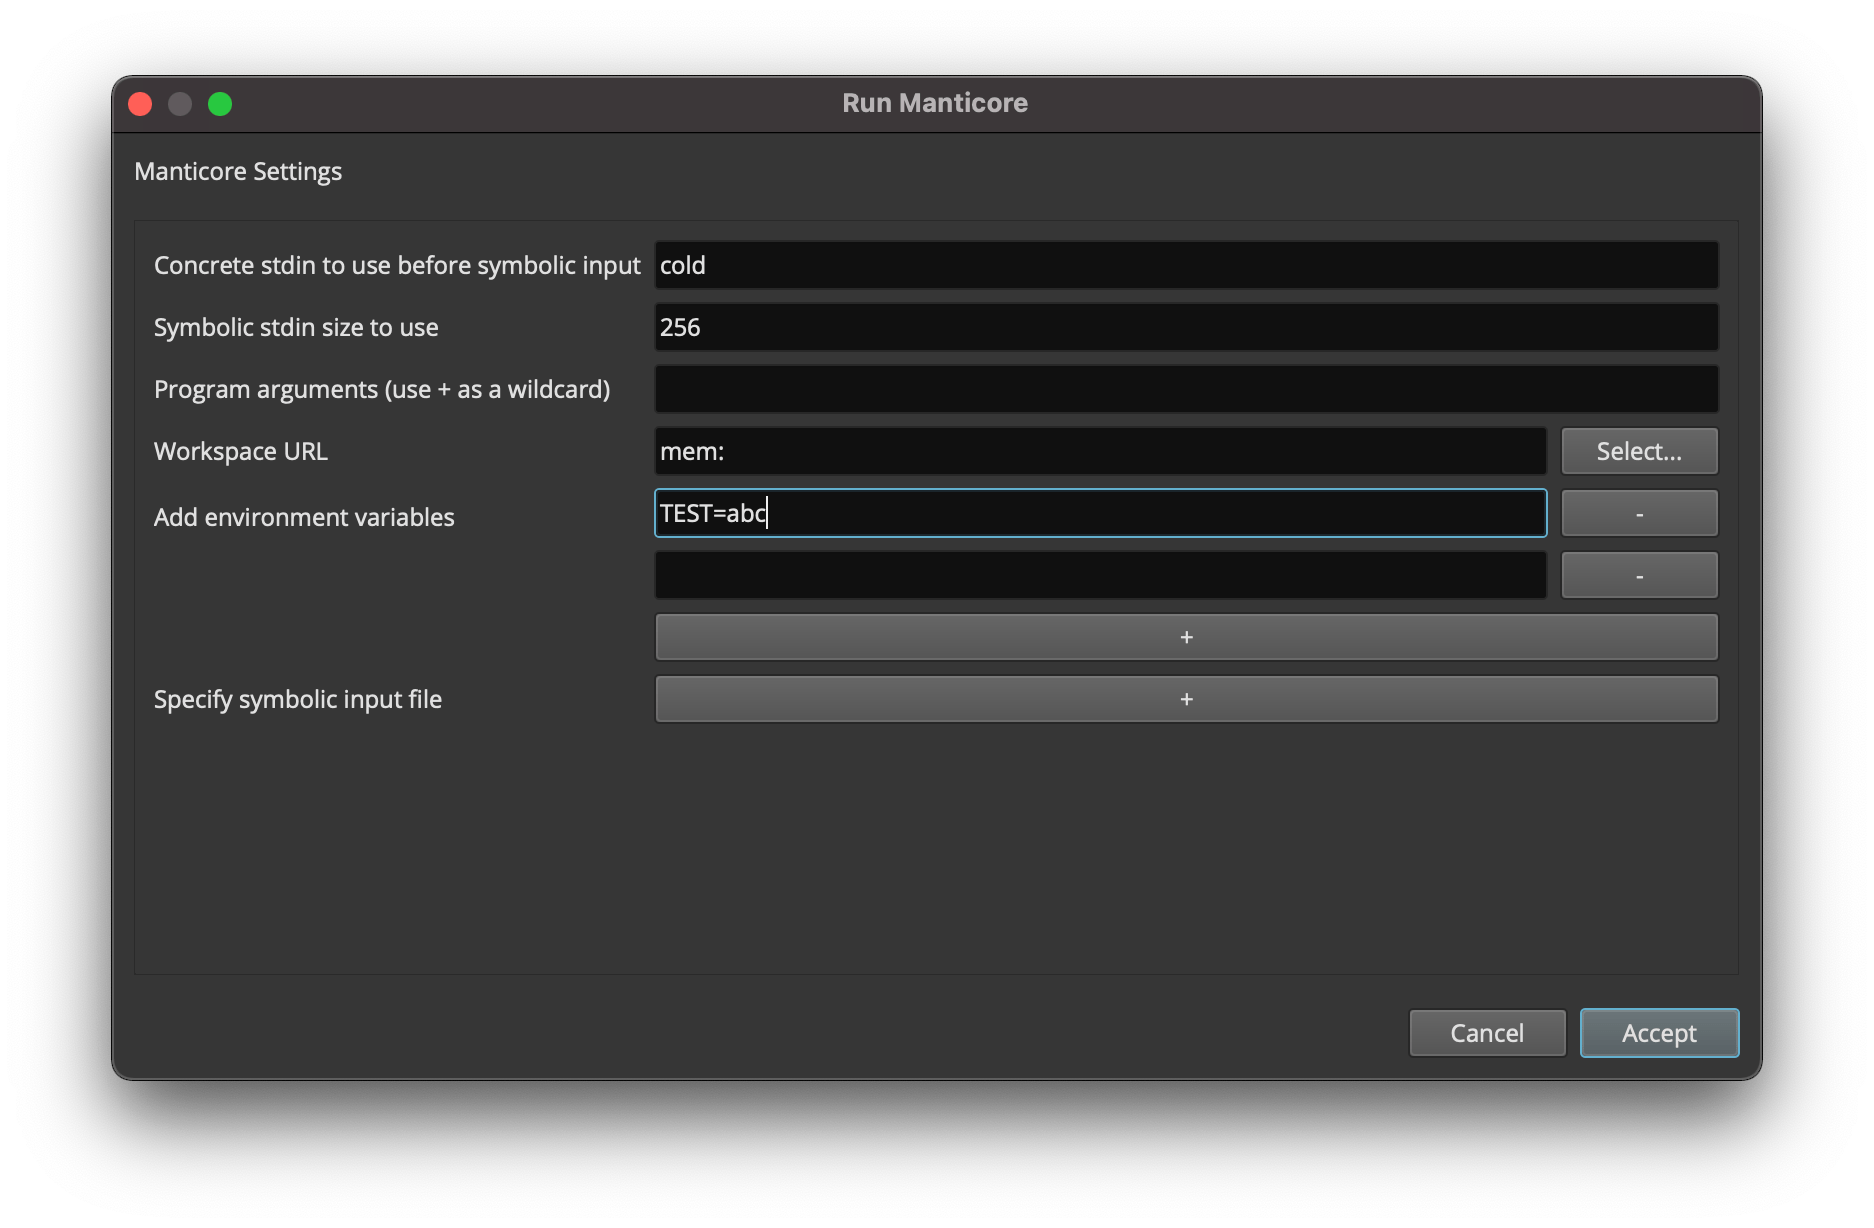 Run Manticore
Manticore Settings
Concrete stdin to use before symbolic input cold
Symbolic stdin size to use 256
Program arguments (use + as a wildcard)
Workspace URL mem: Select...
Add environment variables TEST=abc -
-
+
Specify symbolic input file +
Cancel Accept